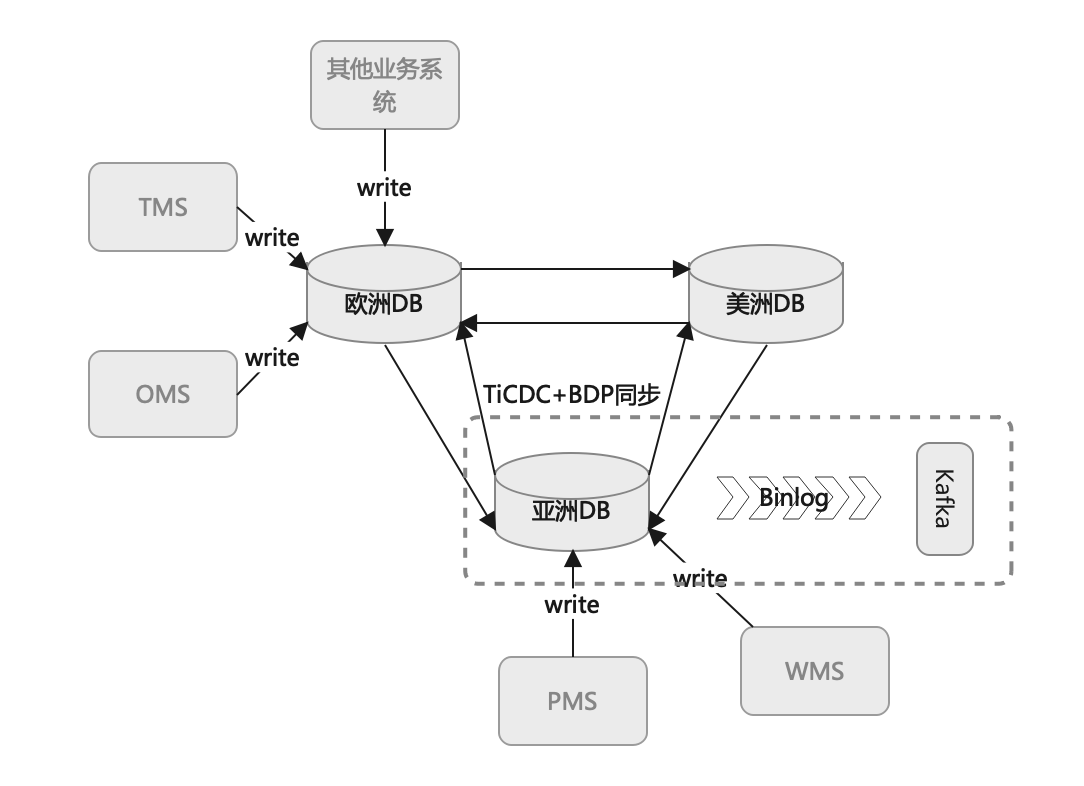 其他业务系
统
write
TMS
write
欧洲DB
美洲DB
write
OMS
TiCDC+BDP同步
亚洲DB
Binlog
Kafka
write
write
WMS
PMS